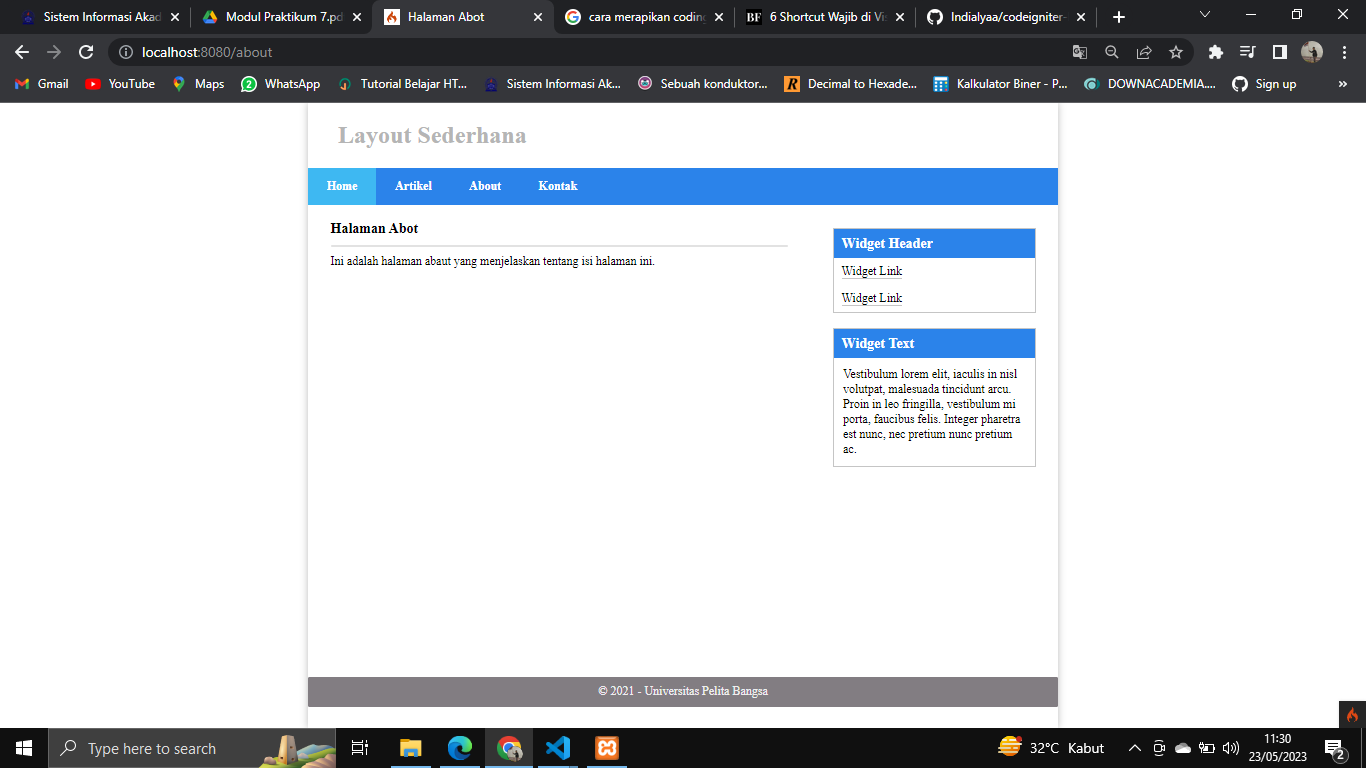 Sistem Informasi Akad
Modul Praktikum 7.pd
Halaman Abot
cara merapikan coding
6 Shortcut Wajib di Vis
Indialyaa/codeigniter-
localhost:8080/about
Gmail
YouTube
Maps
WhatsApp
Tutorial Belajar HT...
Sistem Informasi Ak...
Sebuah konduktor...
Decimal to Hexade...
Kalkulator Biner - P...
DOWNACADEMIA....
Sign up
»
Layout Sederhana
Home
Artikel
About
Kontak
Halaman Abot
Ini adalah halaman abaut yang menjelaskan tentang isi halaman ini.
Widget Header
Widget Link
Widget Link
Widget Text
Vestibulum lorem elit, iaculis in nisl
volutpat, malesuada tincidunt arcu.
Proin in leo fringilla, vestibulum mi
porta, faucibus felis. Integer pharetra
est nunc, nec pretium nunc pretium
ac.
© 2021 - Universitas Pelita Bangsa
Type here to search
32°C Kabut
11:30
23/05/2023
2